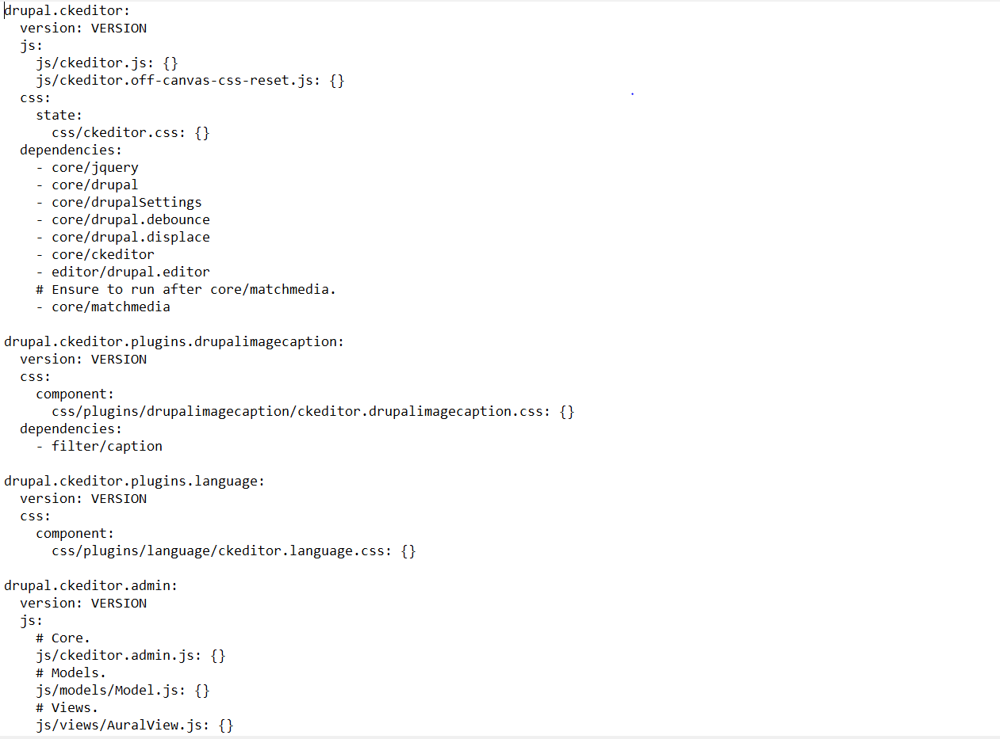 drupal.ckeditor:
  version: VERSION
  js:
    js/ckeditor.js: {}
    js/ckeditor.off-canvas-css-reset.js: {}
  css:
    state:
      css/ckeditor.css: {}
  dependencies:
    - core/jquery
    - core/drupal
    - core/drupalSettings
    - core/drupal.debounce
    - core/drupal.displace
    - core/ckeditor
    - editor/drupal.editor
    # Ensure to run after core/matchmedia.
    - core/matchmedia

drupal.ckeditor.plugins.drupalimagecaption:
  version: VERSION
  css:
    component:
      css/plugins/drupalimagecaption/ckeditor.drupalimagecaption.css: {}
  dependencies:
    - filter/caption

drupal.ckeditor.plugins.language:
  version: VERSION
  css:
    component:
      css/plugins/language/ckeditor.language.css: {}

drupal.ckeditor.admin:
  version: VERSION
  js:
    # Core.
    js/ckeditor.admin.js: {}
    # Models.
    js/models/Model.js: {}
    # Views.
    js/views/AuralView.js: {}